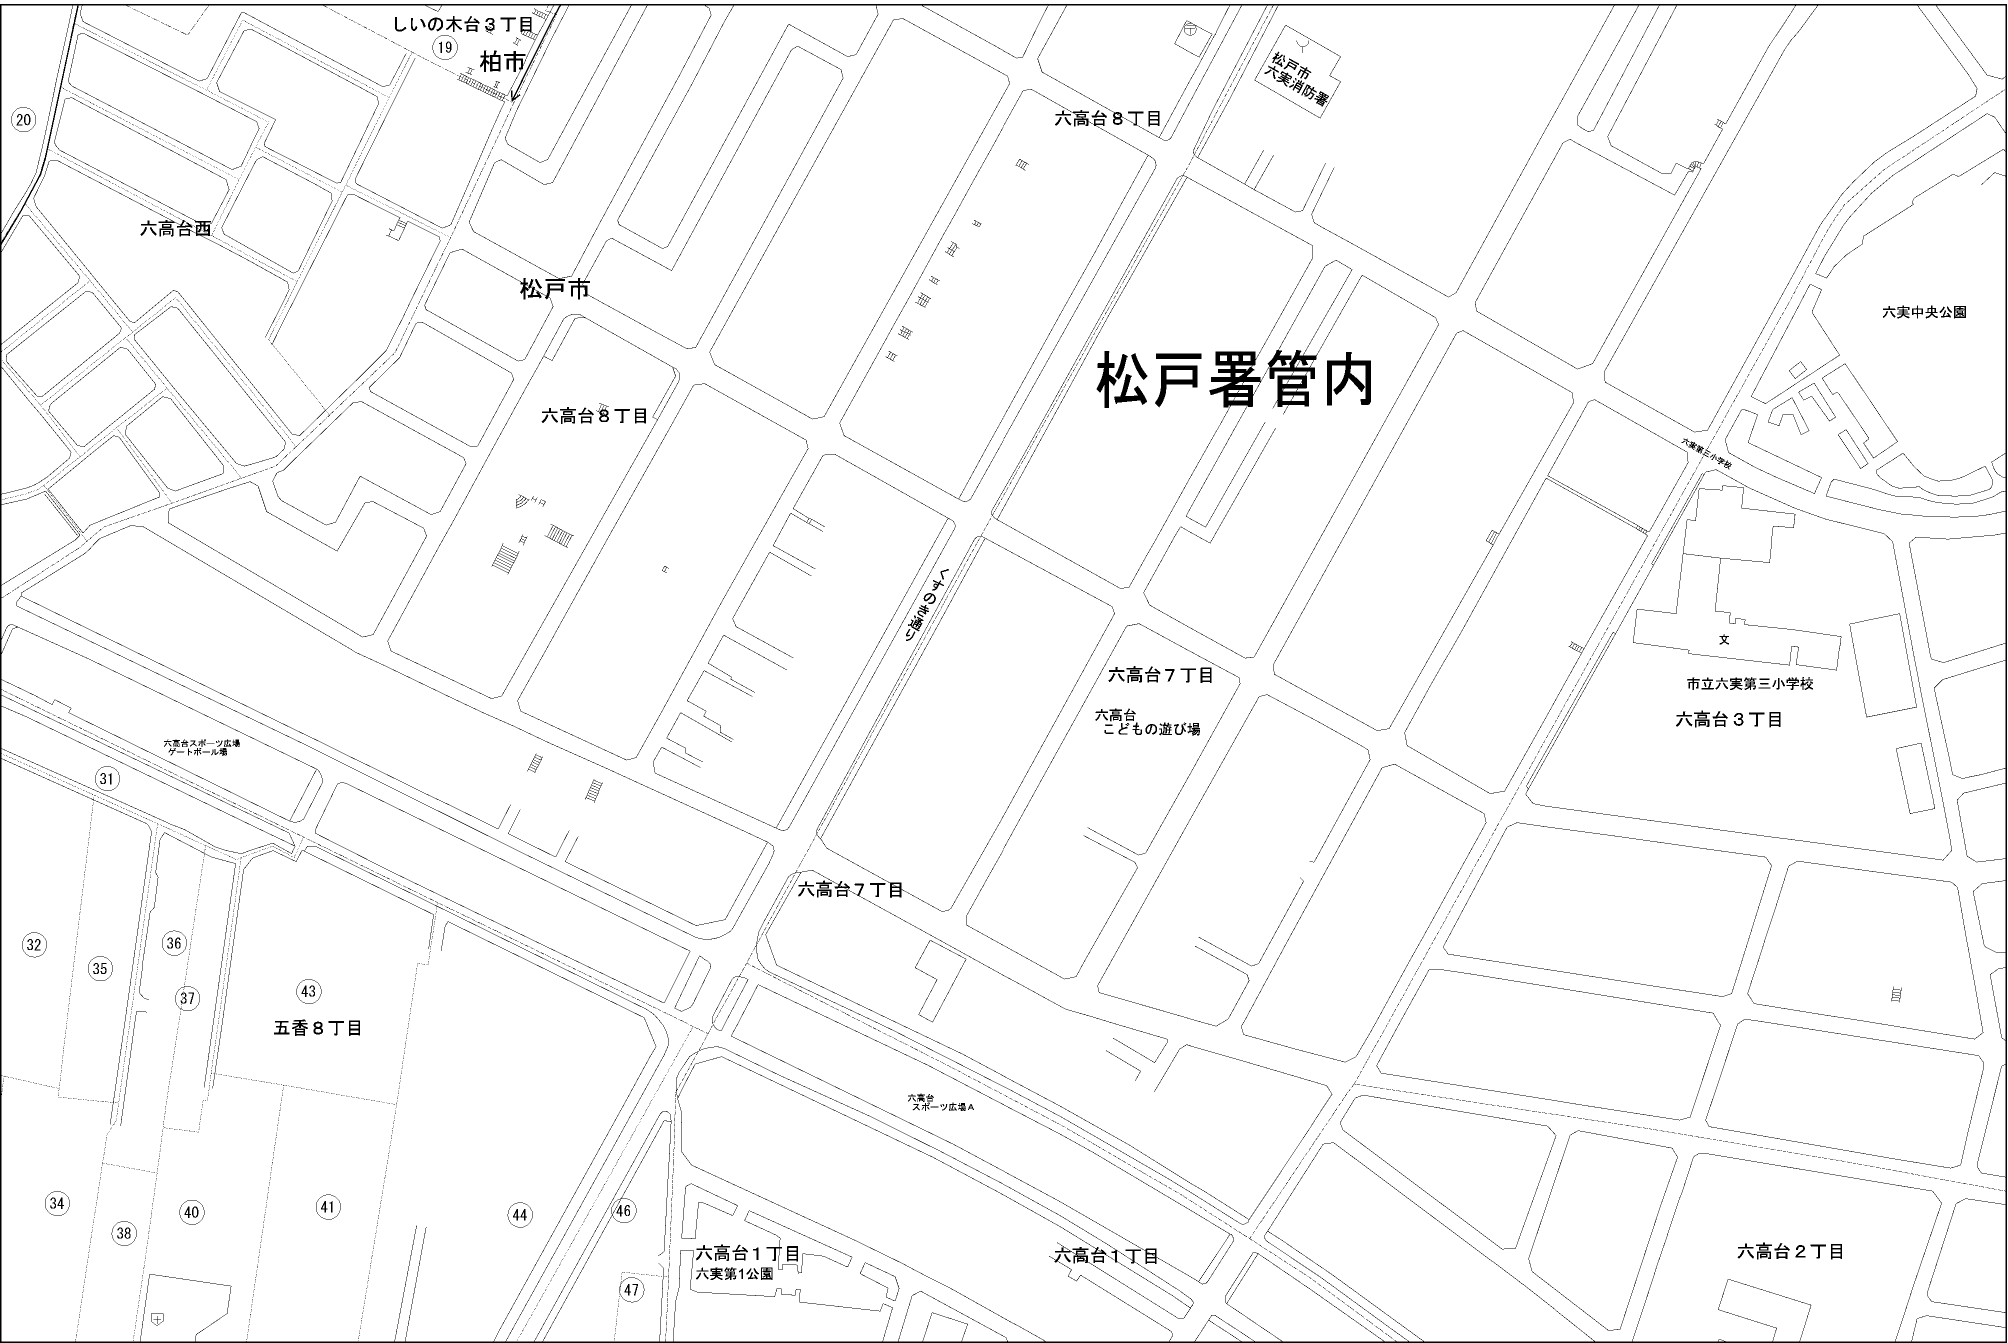 しいの木台３丁目
19
柏市
松戸市
六実消防署
20
六高台８丁目
六高台西
松戸市
六実中央公園
松戸署管内
六高台８丁目
六実第三小学校
くすのき通り
文
六高台７丁目
市立六実第三小学校
六高台
こどもの遊び場
六高台３丁目
六高台スポーツ広場
ゲートボール場
31
六高台７丁目
32
36
35
43
37
五香８丁目
六高台
スポーツ広場Ａ
34
40
41
44
46
38
六高台１丁目
六高台１丁目
六高台２丁目
六実第1公園
47